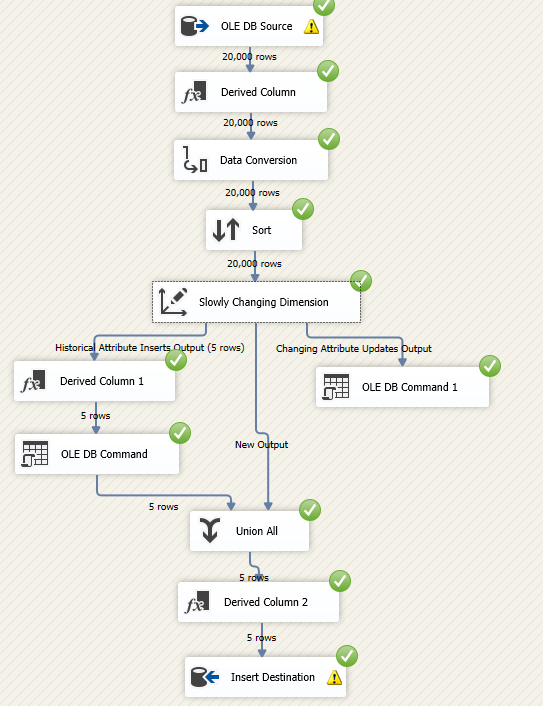 OLE DB Source
20,000 rows
Derived Column
20,000 rows
Data Conversion
20,000 rows
Sort
20,000 rows
Slowly Changing Dimension
Historical Attribute Inserts Output (5 rows)
Changing Attribute Updates Output
Derived Column 1
OLE DB Command 1
5 rows
OLE DB Command
New Output
5 rows
Union All
5 rows
Derived Column 2
5 rows
Insert Destination